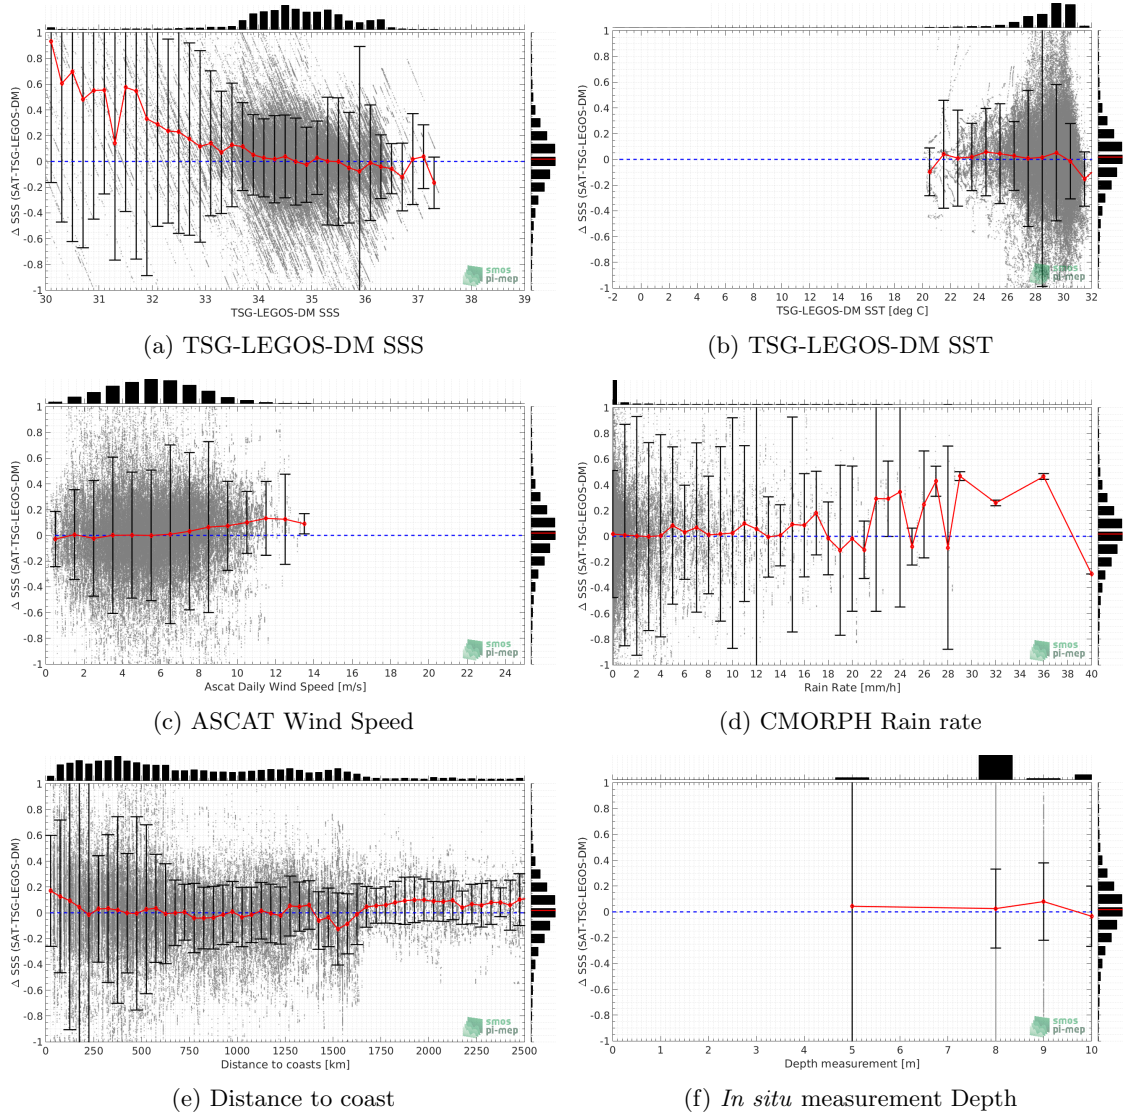 1
0.8
0.6
0.4
0.2
0
-0.2
-0.4
-0.6
-0.8
-1
Δ SSS (SAT-TSG-LEGOS-DM)
30 31 32 33 34 35 36 37 38 39
TSG-LEGOS-DM SSS
smos
pi-mep
(a) TSG-LEGOS-DM SSS
1
0.8
0.6
0.4
0.2
0
-0.2
-0.4
-0.6
-0.8
-1
Δ SSS (SAT-TSG-LEGOS-DM)
-2 0 2 4 6 8 10 12 14 16 18 20 22 24 26 28 30 32
TSG-LEGOS-DM SST [deg C]
smos
pi-mep
(b) TSG-LEGOS-DM SST
1
0.8
0.6
0.4
0.2
0
-0.2
-0.4
-0.6
-0.8
-1
Δ SSS (SAT-TSG-LEGOS-DM)
0 2 4 6 8 10 12 14 16 18 20 22 24
Ascat Daily Wind Speed [m/s]
smos
pi-mep
(c) ASCAT Wind Speed
1
0.8
0.6
0.4
0.2
0
-0.2
-0.4
-0.6
-0.8
-1
Δ SSS (SAT-TSG-LEGOS-DM)
0 2 4 6 8 10 12 14 16 18 20 22 24 26 28 30 32 34 36 38 40
Rain Rate [mm/h]
smos
pi-mep
(d) CMORPH Rain rate
1
0.8
0.6
0.4
0.2
0
-0.2
-0.4
-0.6
-0.8
-1
Δ SSS (SAT-TSG-LEGOS-DM)
0 250 500 750 1000 1250 1500 1750 2000 2250 2500
Distance to coasts [km]
smos
pi-mep
(e) Distance to coast
1
0.8
0.6
0.4
0.2
0
-0.2
-0.4
-0.6
-0.8
-1
Δ SSS (SAT-TSG-LEGOS-DM)
0 1 2 3 4 5 6 7 8 9 10
Depth measurement [m]
smos
pi-mep
(f) In situ measurement Depth